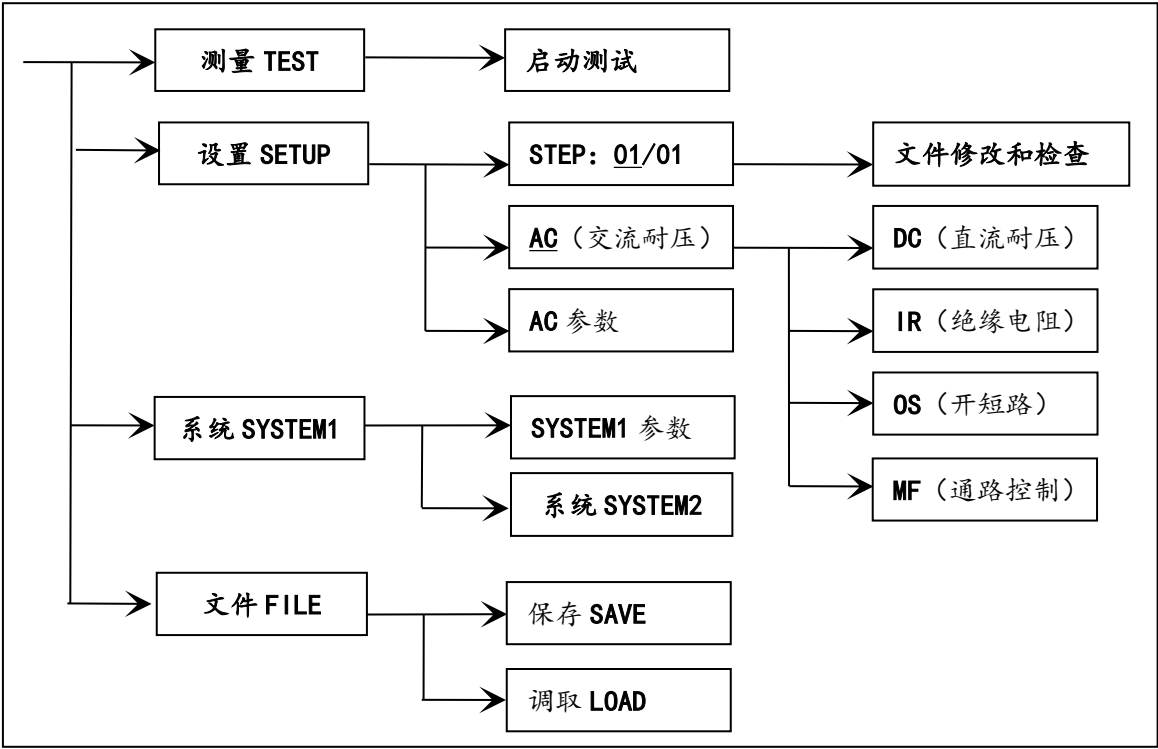 测量 TEST
启动测试
设置 SETUP
STEP: 01/01
文件修改和检查
AC（交流耐压）
DC（直流耐压）
AC 参数
IR（绝缘电阻）
OS（开短路）
系统 SYSTEM1
SYSTEM1 参数
MF（通路控制）
系统 SYSTEM2
文件 FILE
保存 SAVE
调取 LOAD